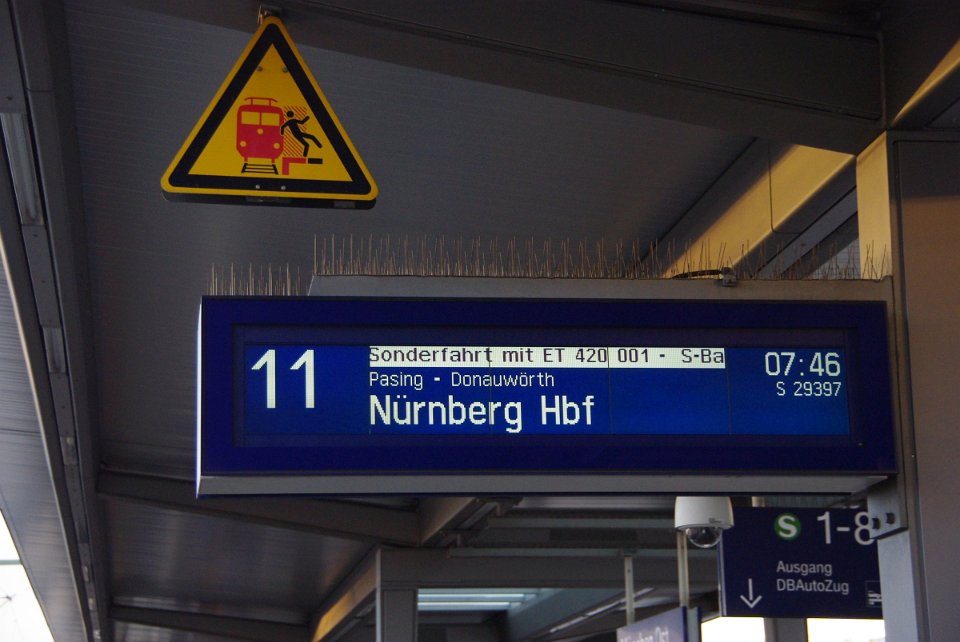 11
Sonderfahrt mit ET 420 001 - S-Ba
07:46
Pasing - Donauwörth
S 29397
Nürnberg Hbf
S 1-8
Ausgang
DBAutoZug